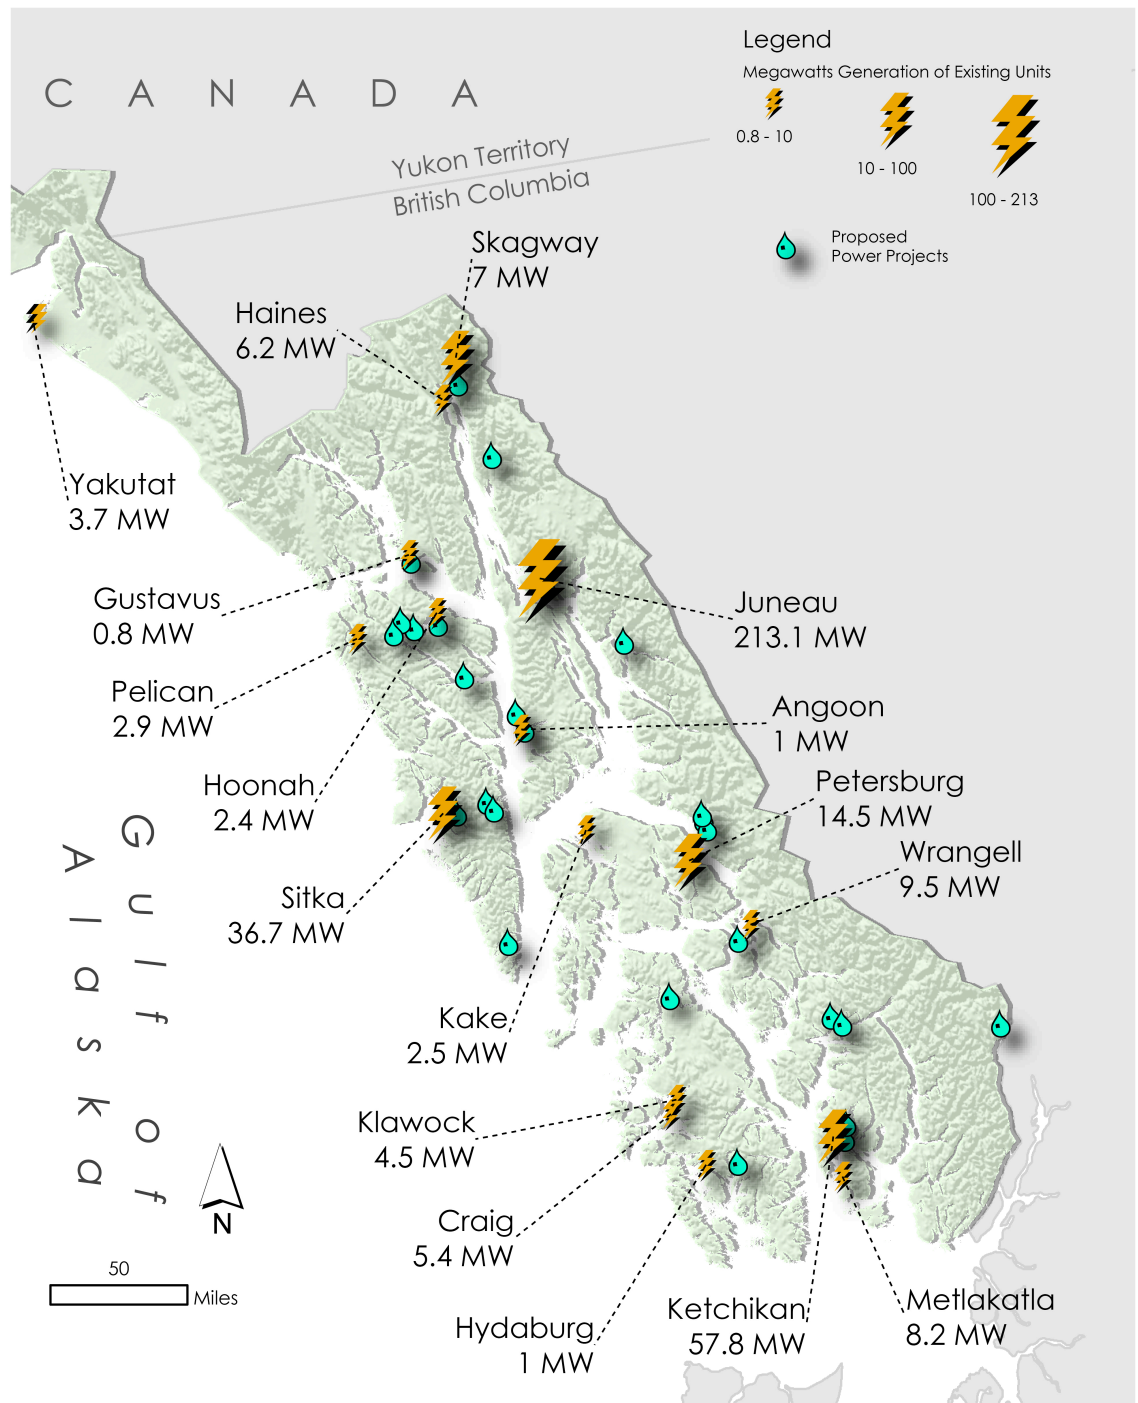 Legend
Megawatts Generation of Existing Units
0.8 - 10
10 - 100
100 - 213
Proposed
Power Projects
CANADA
Yukon Territory
British Columbia
Skagway
7 MW
Haines
6.2 MW
Yakutat
3.7 MW
Gustavus
0.8 MW
Juneau
213.1 MW
Pelican
2.9 MW
Angoon
1 MW
Hoonah
2.4 MW
Petersburg
14.5 MW
Wrangell
9.5 MW
Sitka
36.7 MW
Gulf of
Alaska
Kake
2.5 MW
Klawock
4.5 MW
Craig
5.4 MW
N
50
Miles
Hydaburg
1 MW
Ketchikan
57.8 MW
Metlakatla
8.2 MW